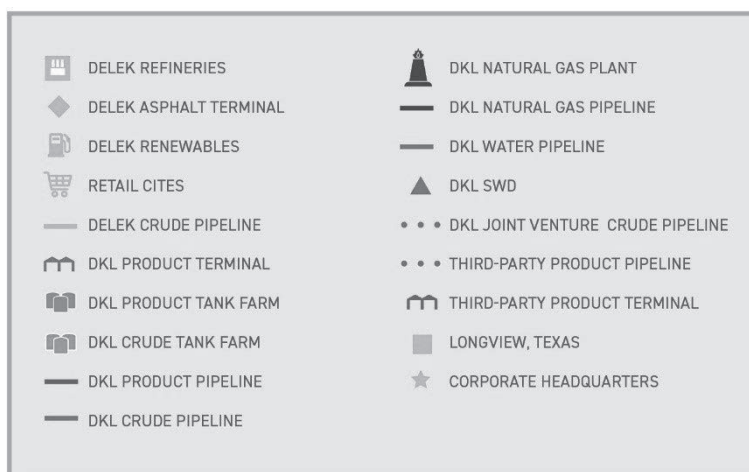 DELEK REFINERIES
DELEK ASPHALT TERMINAL
DELEK RENEWABLES
RETAIL CITES
DELEK CRUDE PIPELINE
DKL PRODUCT TERMINAL
DKL PRODUCT TANK FARM
DKL CRUDE TANK FARM
DKL PRODUCT PIPELINE
DKL CRUDE PIPELINE
DKL NATURAL GAS PLANT
DKL NATURAL GAS PIPELINE
DKL WATER PIPELINE
DKL SWD
DKL JOINT VENTURE CRUDE PIPELINE
THIRD-PARTY PRODUCT PIPELINE
THIRD-PARTY PRODUCT TERMINAL
LONGVIEW, TEXAS
CORPORATE HEADQUARTERS